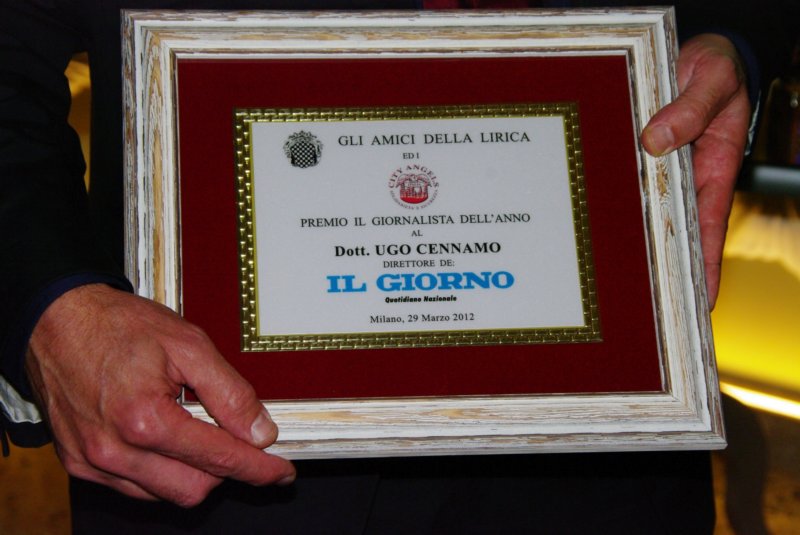 GLI AMICI DELLA LIRICA
ED I
CITY ANGELS
PREMIO IL GIORNALISTA DELL'ANNO
AL
Dott. UGO CENNAMO
DIRETTORE DE:
IL GIORNO
Quotidiano Nazionale
Milano, 29 Marzo 2012